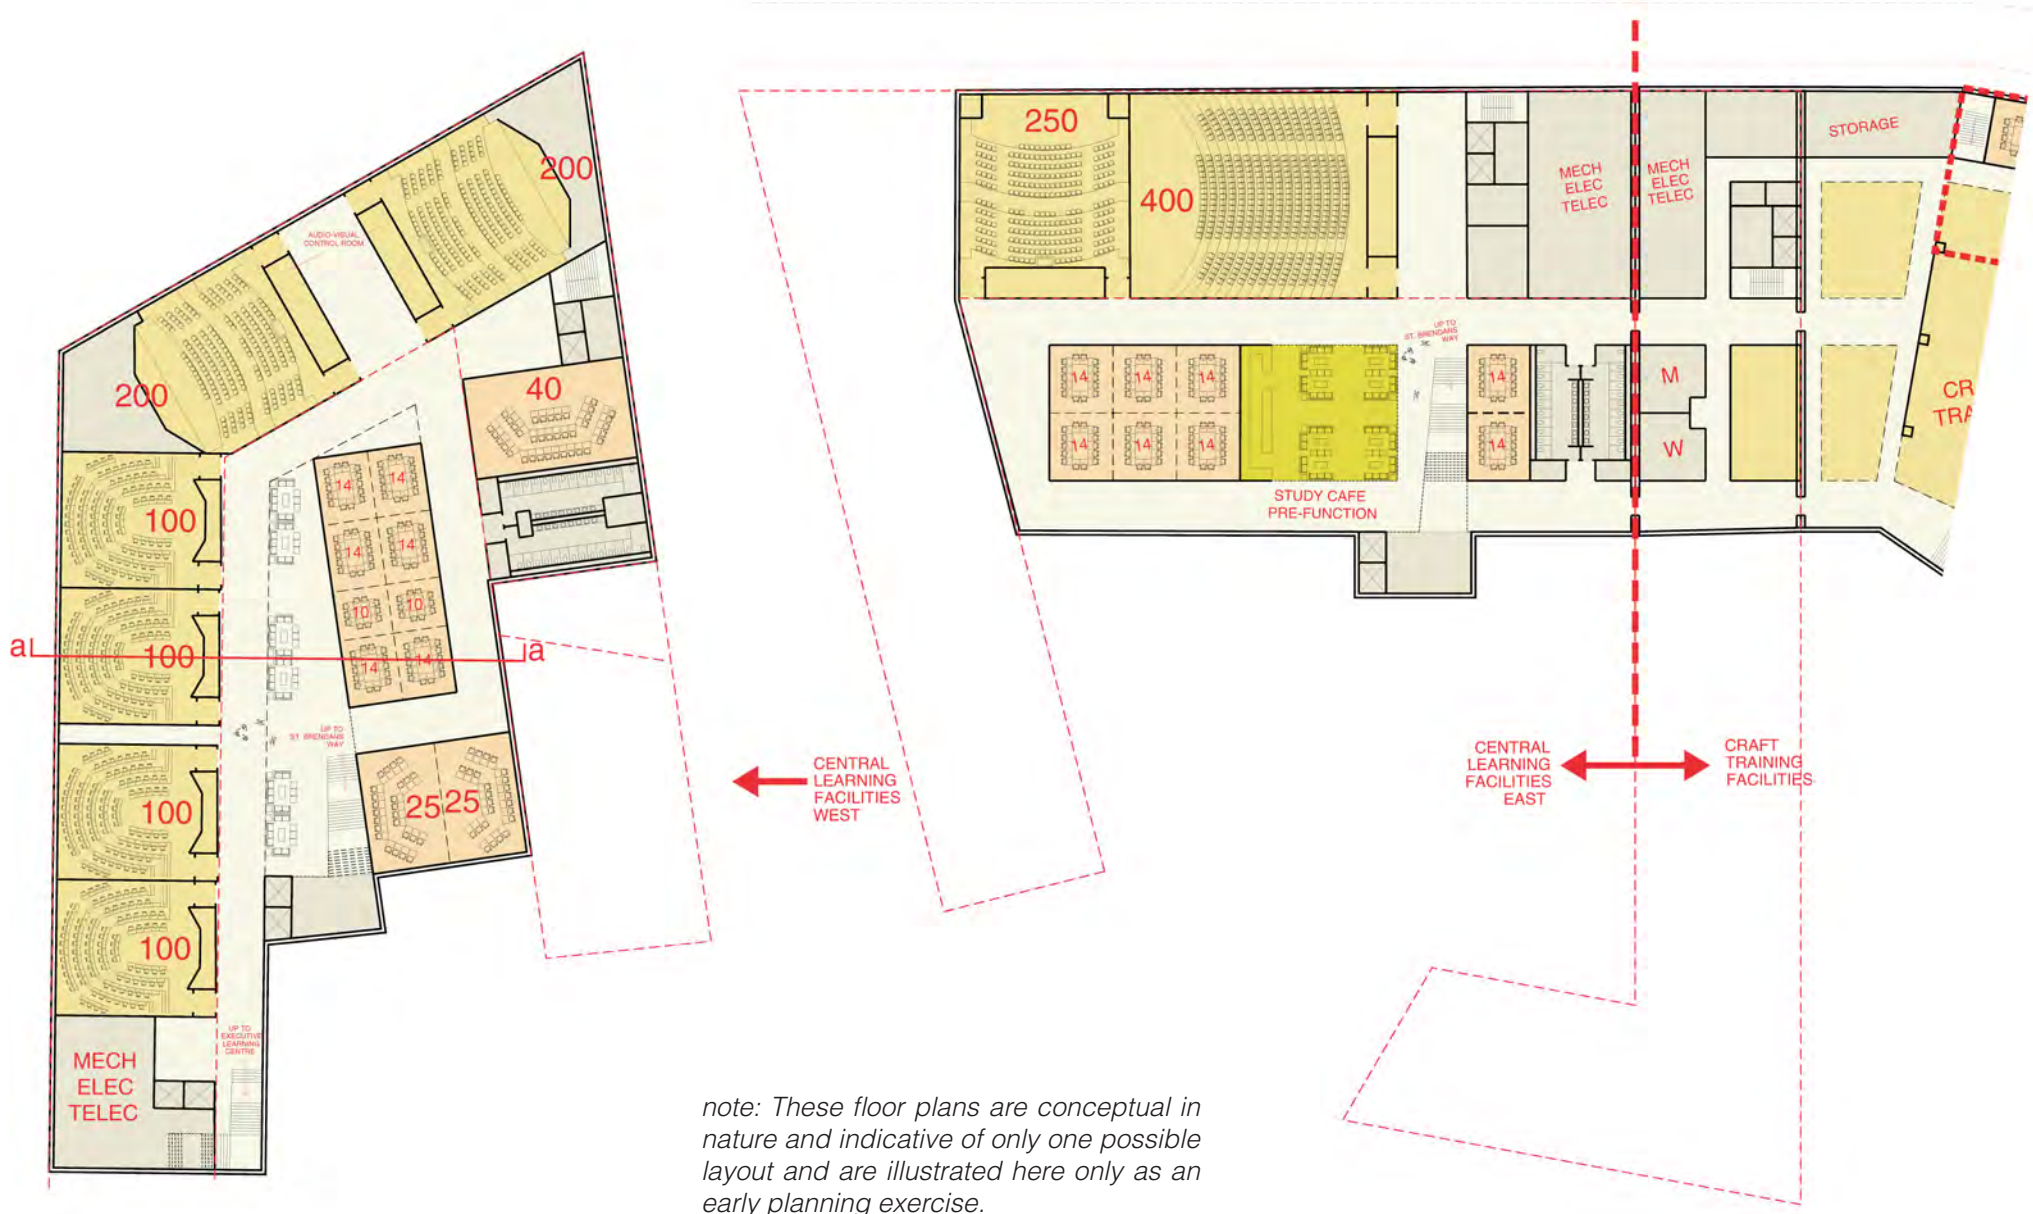 200
AUDIO-VISUAL
CONTROL ROOM
200
40
14
14
100
14
14
10
10
a
100
14
14
a
UP TO
ST. BRENDANS
WAY
100
25
25
100
UP TO
EXECUTIVE
LEARNING
CENTRE
MECH
ELEC
TELEC
CENTRAL
LEARNING
FACILITIES
WEST
250
400
MECH
ELEC
TELEC
MECH
ELEC
TELEC
STORAGE
UP TO
ST. BRENDANS
WAY
14
14
14
14
14
14
14
14
M
W
CR
TRA
STUDY CAFE
PRE-FUNCTION
CENTRAL
LEARNING
FACILITIES
EAST
CRAFT
TRAINING
FACILITIES
note: These floor plans are conceptual in
nature and indicative of only one possible
layout and are illustrated here only as an
early planning exercise.